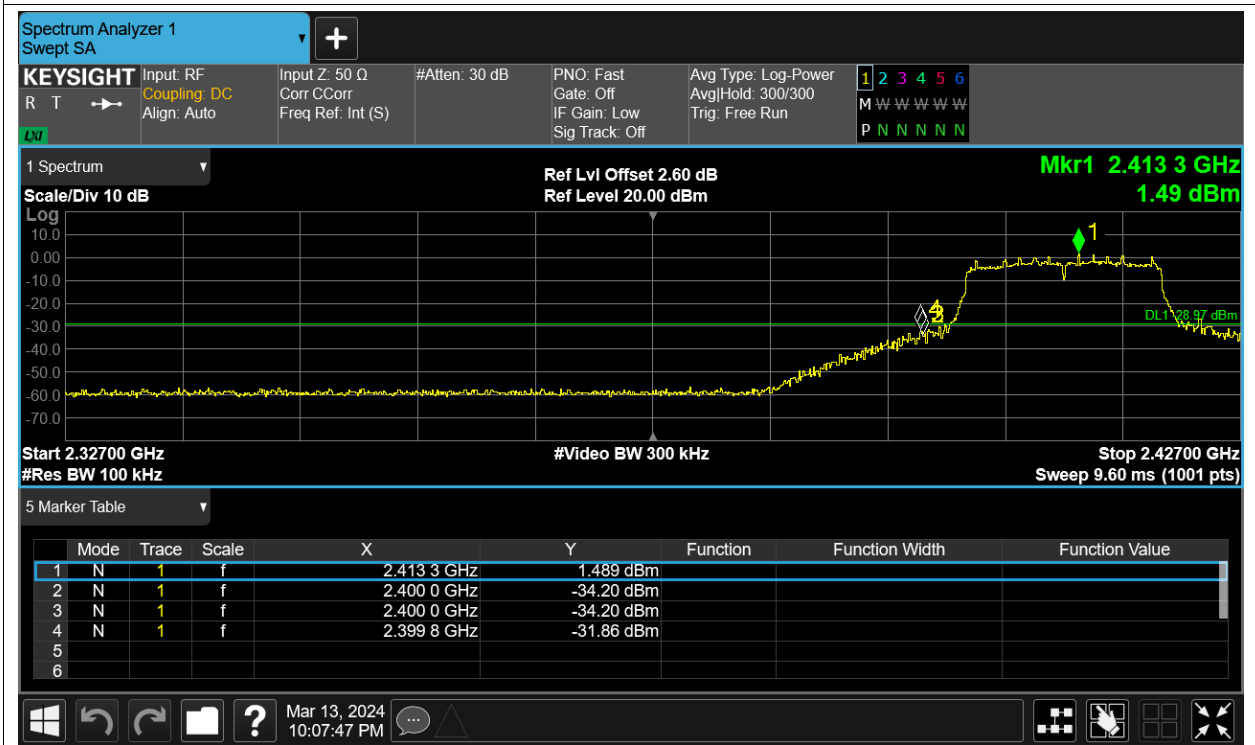 Spectrum Analyzer 1
Swept SA
KEYSIGHT
R T
LXI
Input: RF
Coupling: DC
Align: Auto
Input Z: 50 Ω
Corr CCorr
Freq Ref: Int (S)
#Atten: 30 dB
PNO: Fast
Gate: Off
IF Gain: Low
Sig Track: Off
Avg Type: Log-Power
Avg|Hold: 300/300
Trig: Free Run
1 2 3 4 5 6
M W W W W W
P N N N N N
1 Spectrum
Scale/Div 10 dB
Ref Lvl Offset 2.60 dB
Ref Level 20.00 dBm
Mkr1 2.413 3 GHz
1.49 dBm
Log
10.0
0.00
-10.0
-20.0
-30.0
-40.0
-50.0
-60.0
-70.0
1
DL1 -28.97 dBm
Start 2.32700 GHz
#Video BW 300 kHz
Stop 2.42700 GHz
#Res BW 100 kHz
Sweep 9.60 ms (1001 pts)
5 Marker Table
Mode Trace Scale X Y Function Function Width Function Value
1 N 1 f 2.413 3 GHz 1.489 dBm
2 N 1 f 2.400 0 GHz -34.20 dBm
3 N 1 f 2.400 0 GHz -34.20 dBm
4 N 1 f 2.399 8 GHz -31.86 dBm
5
6
?
Mar 13, 2024
10:07:47 PM